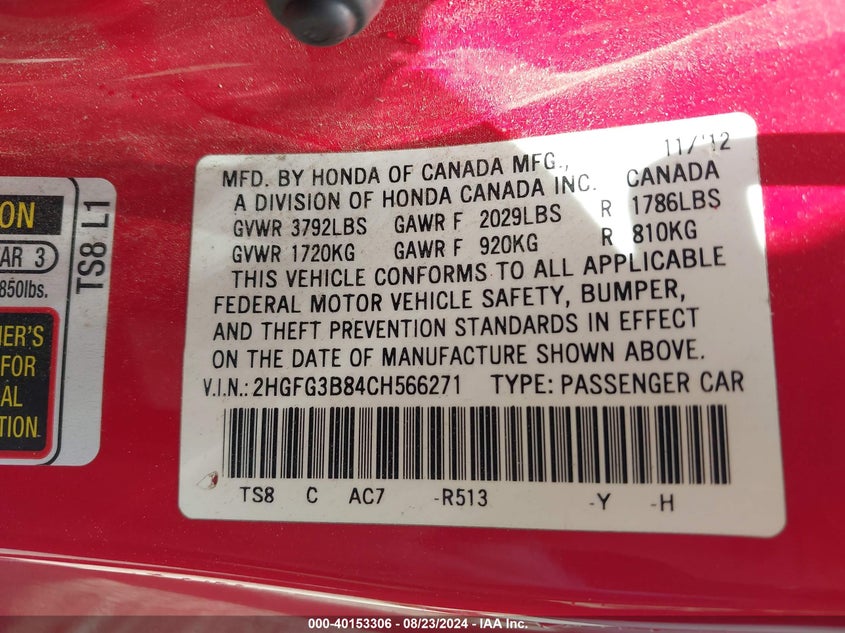 11/'12
MFD. BY HONDA OF CANADA MFG.,
A DIVISION OF HONDA CANADA INC. CANADA
GVWR 3792LBS GAWR F 2029LBS R 1786LBS
GVWR 1720KG GAWR F 920KG R 810KG
THIS VEHICLE CONFORMS TO ALL APPLICABLE
FEDERAL MOTOR VEHICLE SAFETY, BUMPER,
AND THEFT PREVENTION STANDARDS IN EFFECT
ON THE DATE OF MANUFACTURE SHOWN ABOVE.
V.I.N.: 2HGFG3B84CH566271 TYPE: PASSENGER CAR
TS8 C AC7 -R513 -Y -H
ON
AR 3
850lbs.
TS8 L1
ER'S
FOR
AL
TION
000-40153306 - 08/23/2024 - IAA Inc.